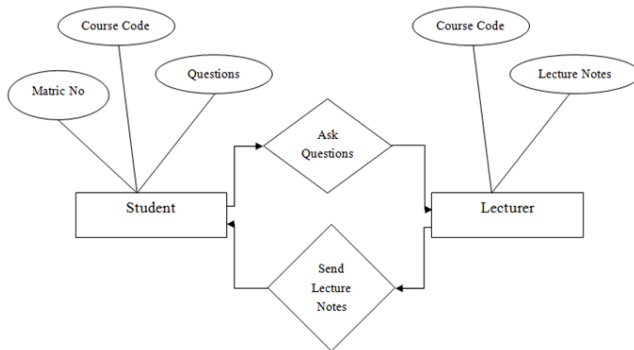 Course Code
Course Code
Questions
Lecture Notes
Matric No
Ask
Questions
Student
Lecturer
Send
Lecture
Notes